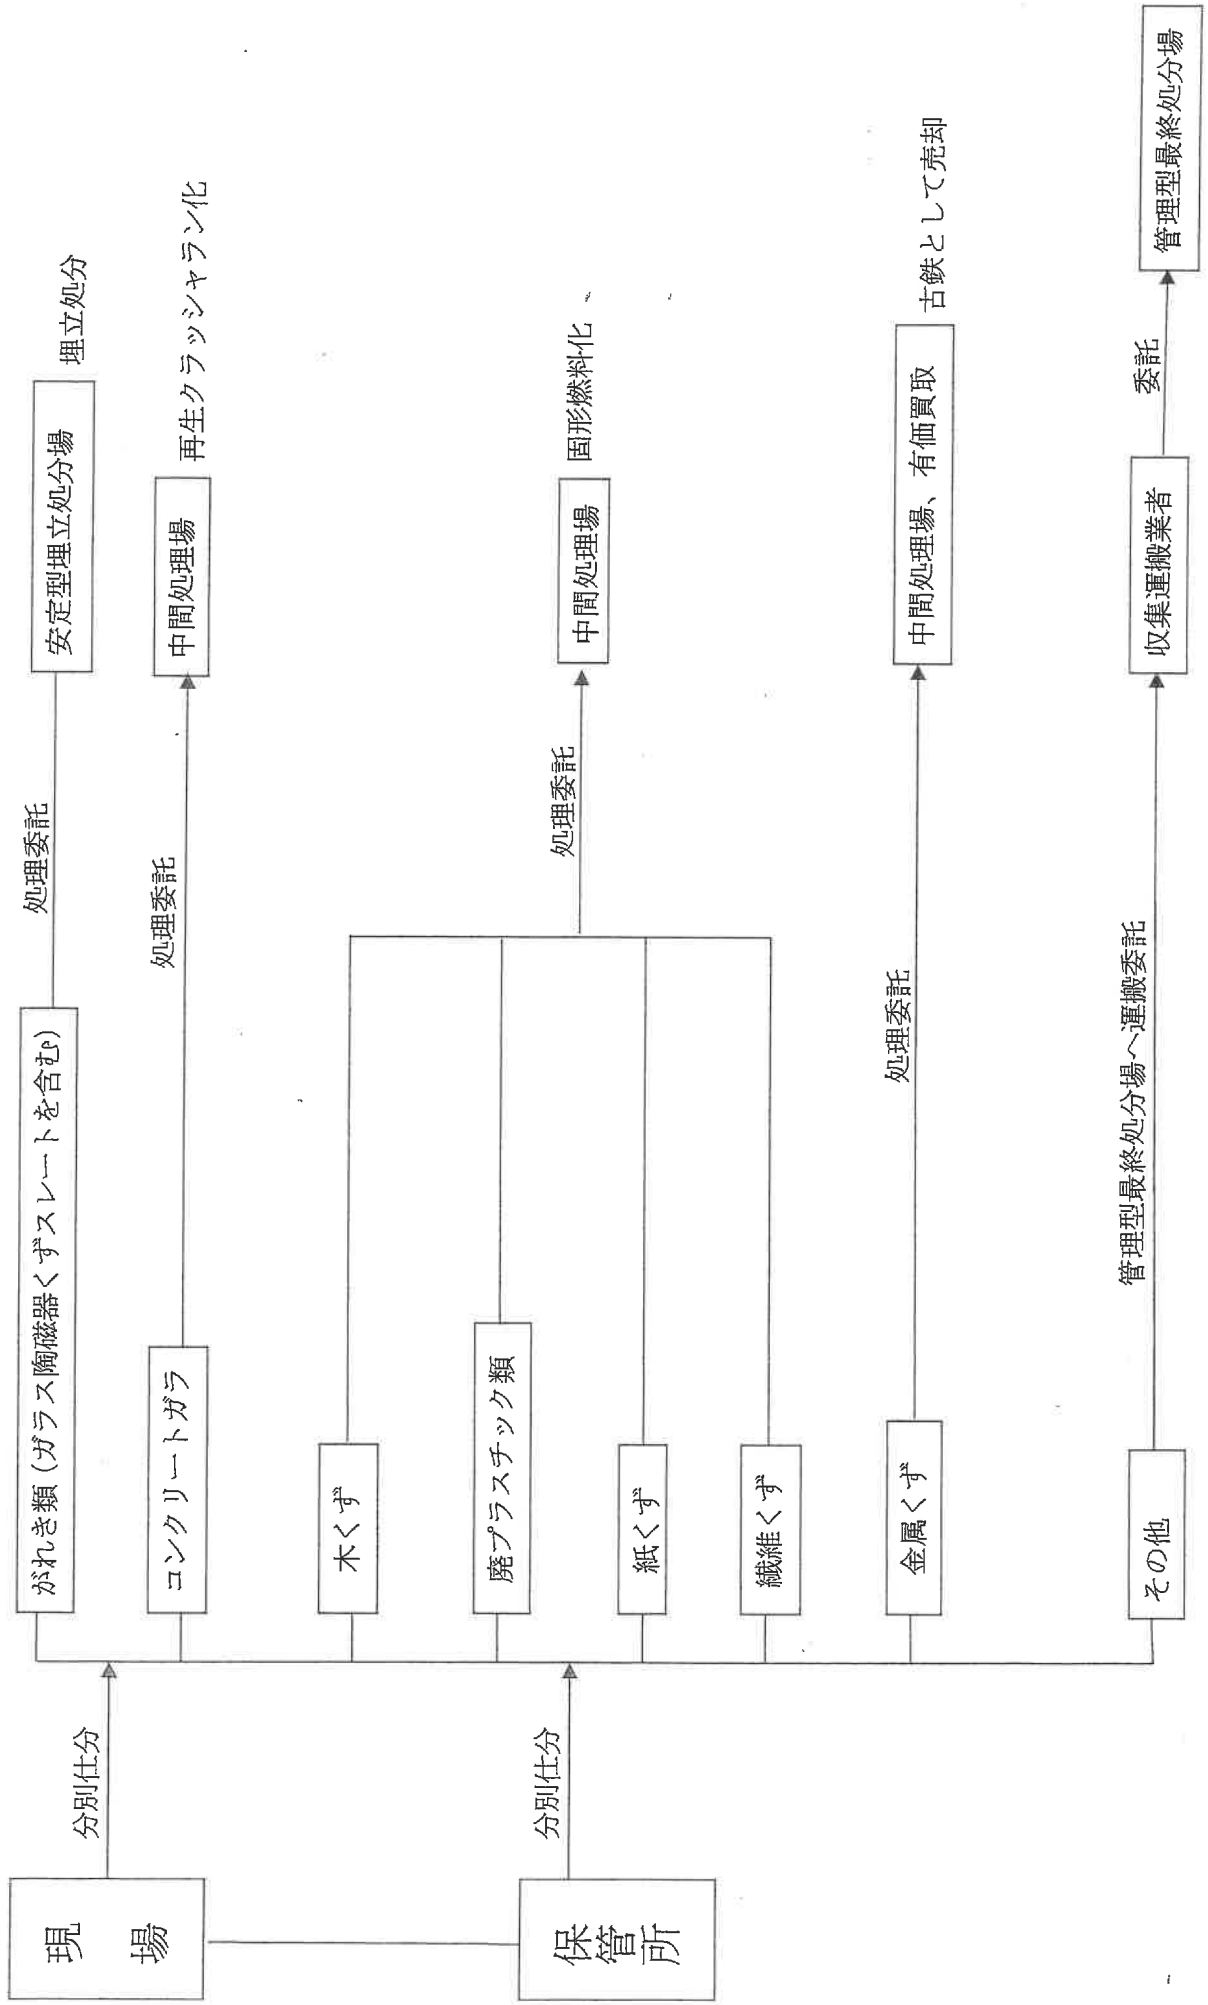 現場
分別仕分
保管所
分別仕分
がれき類（ガラス陶磁器くずスレートを含む）
処理委託
安定型埋立処分場
埋立処分
コンクリートガラ
処理委託
中間処理場
再生クラッシャラン化
木くず
廃プラスチック類
紙くず
繊維くず
処理委託
中間処理場
固形燃料化
金属くず
処理委託
中間処理場、有価買取
古鉄として売却
その他
管理型最終処分場へ運搬委託
収集運搬業者
委託
管理型最終処分場